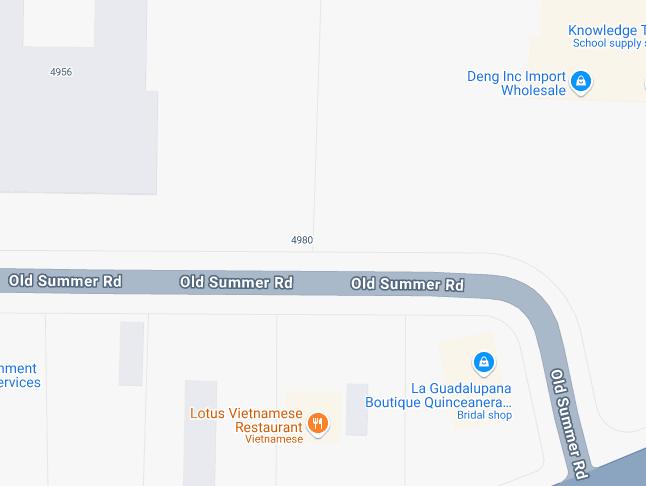 Knowledge T
School supply s
Deng Inc Import
Wholesale
4956
4980
Old Summer Rd
Old Summer Rd
Old Summer Rd
nment
ervices
La Guadalupana
Boutique Quinceanera...
Bridal shop
Lotus Vietnamese
Restaurant
Vietnamese
Old Summer Rd